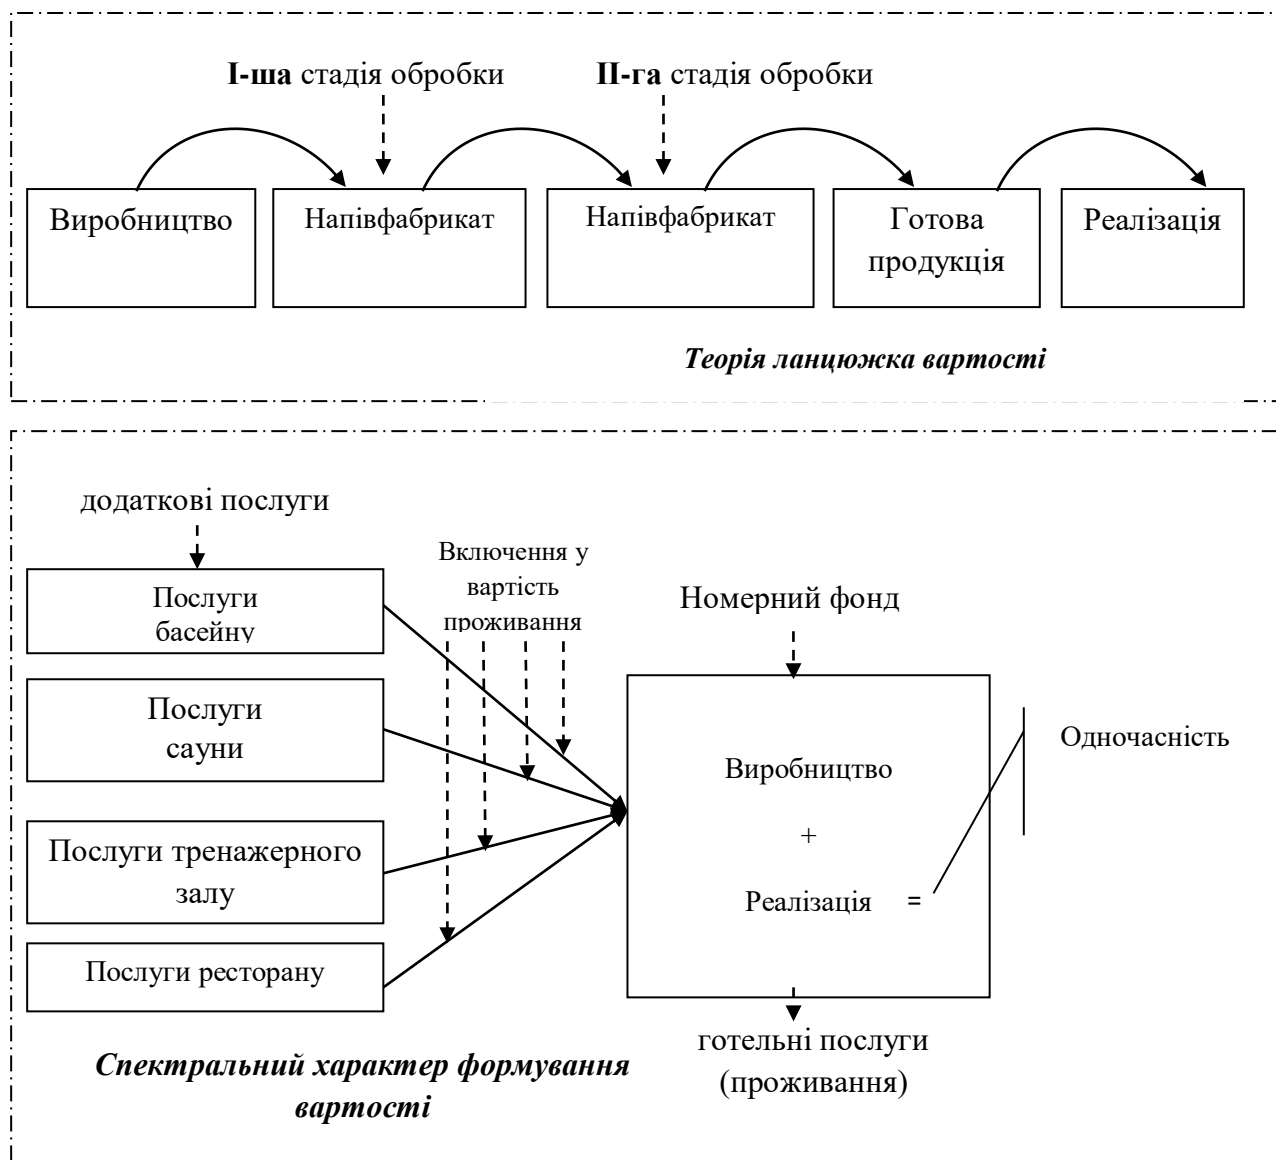 I-ша стадія обробки
II-га стадія обробки
Виробництво
Напівфабрикат
Напівфабрикат
Готова
продукція
Реалізація
Теорія ланцюжка вартості
додаткові послуги
Послуги
басейну
Послуги
сауни
Послуги тренажерного
залу
Послуги ресторану
Включення у
вартість
проживання
Номерний фонд
Виробництво
+
Реалізація =
Одночасність
готельні послуги
(проживання)
Спектральний характер формування
вартості